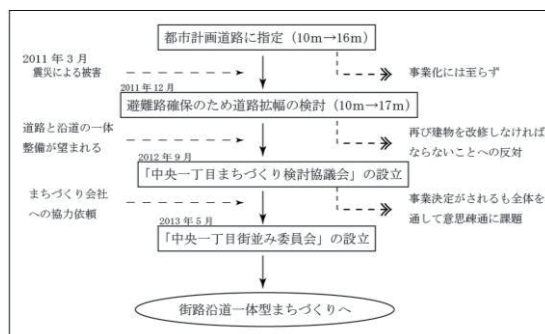 都市計画道路に指定（10m→16m）
2011年3月
震災による被害
事業化には至らず
2011年12月
避難路確保のため道路拡幅の検討（10m→17m）
道路と沿道の一体
整備が望まれる
再び建物を改修しなければ
ならないことへの反対
2012年9月
「中央一丁目まちづくり検討協議会」の設立
まちづくり会社
への協力依頼
事業決定がされるも全体を
通して意思疎通に課題
2013年5月
「中央一丁目街並み委員会」の設立
街路沿道一体型まちづくりへ